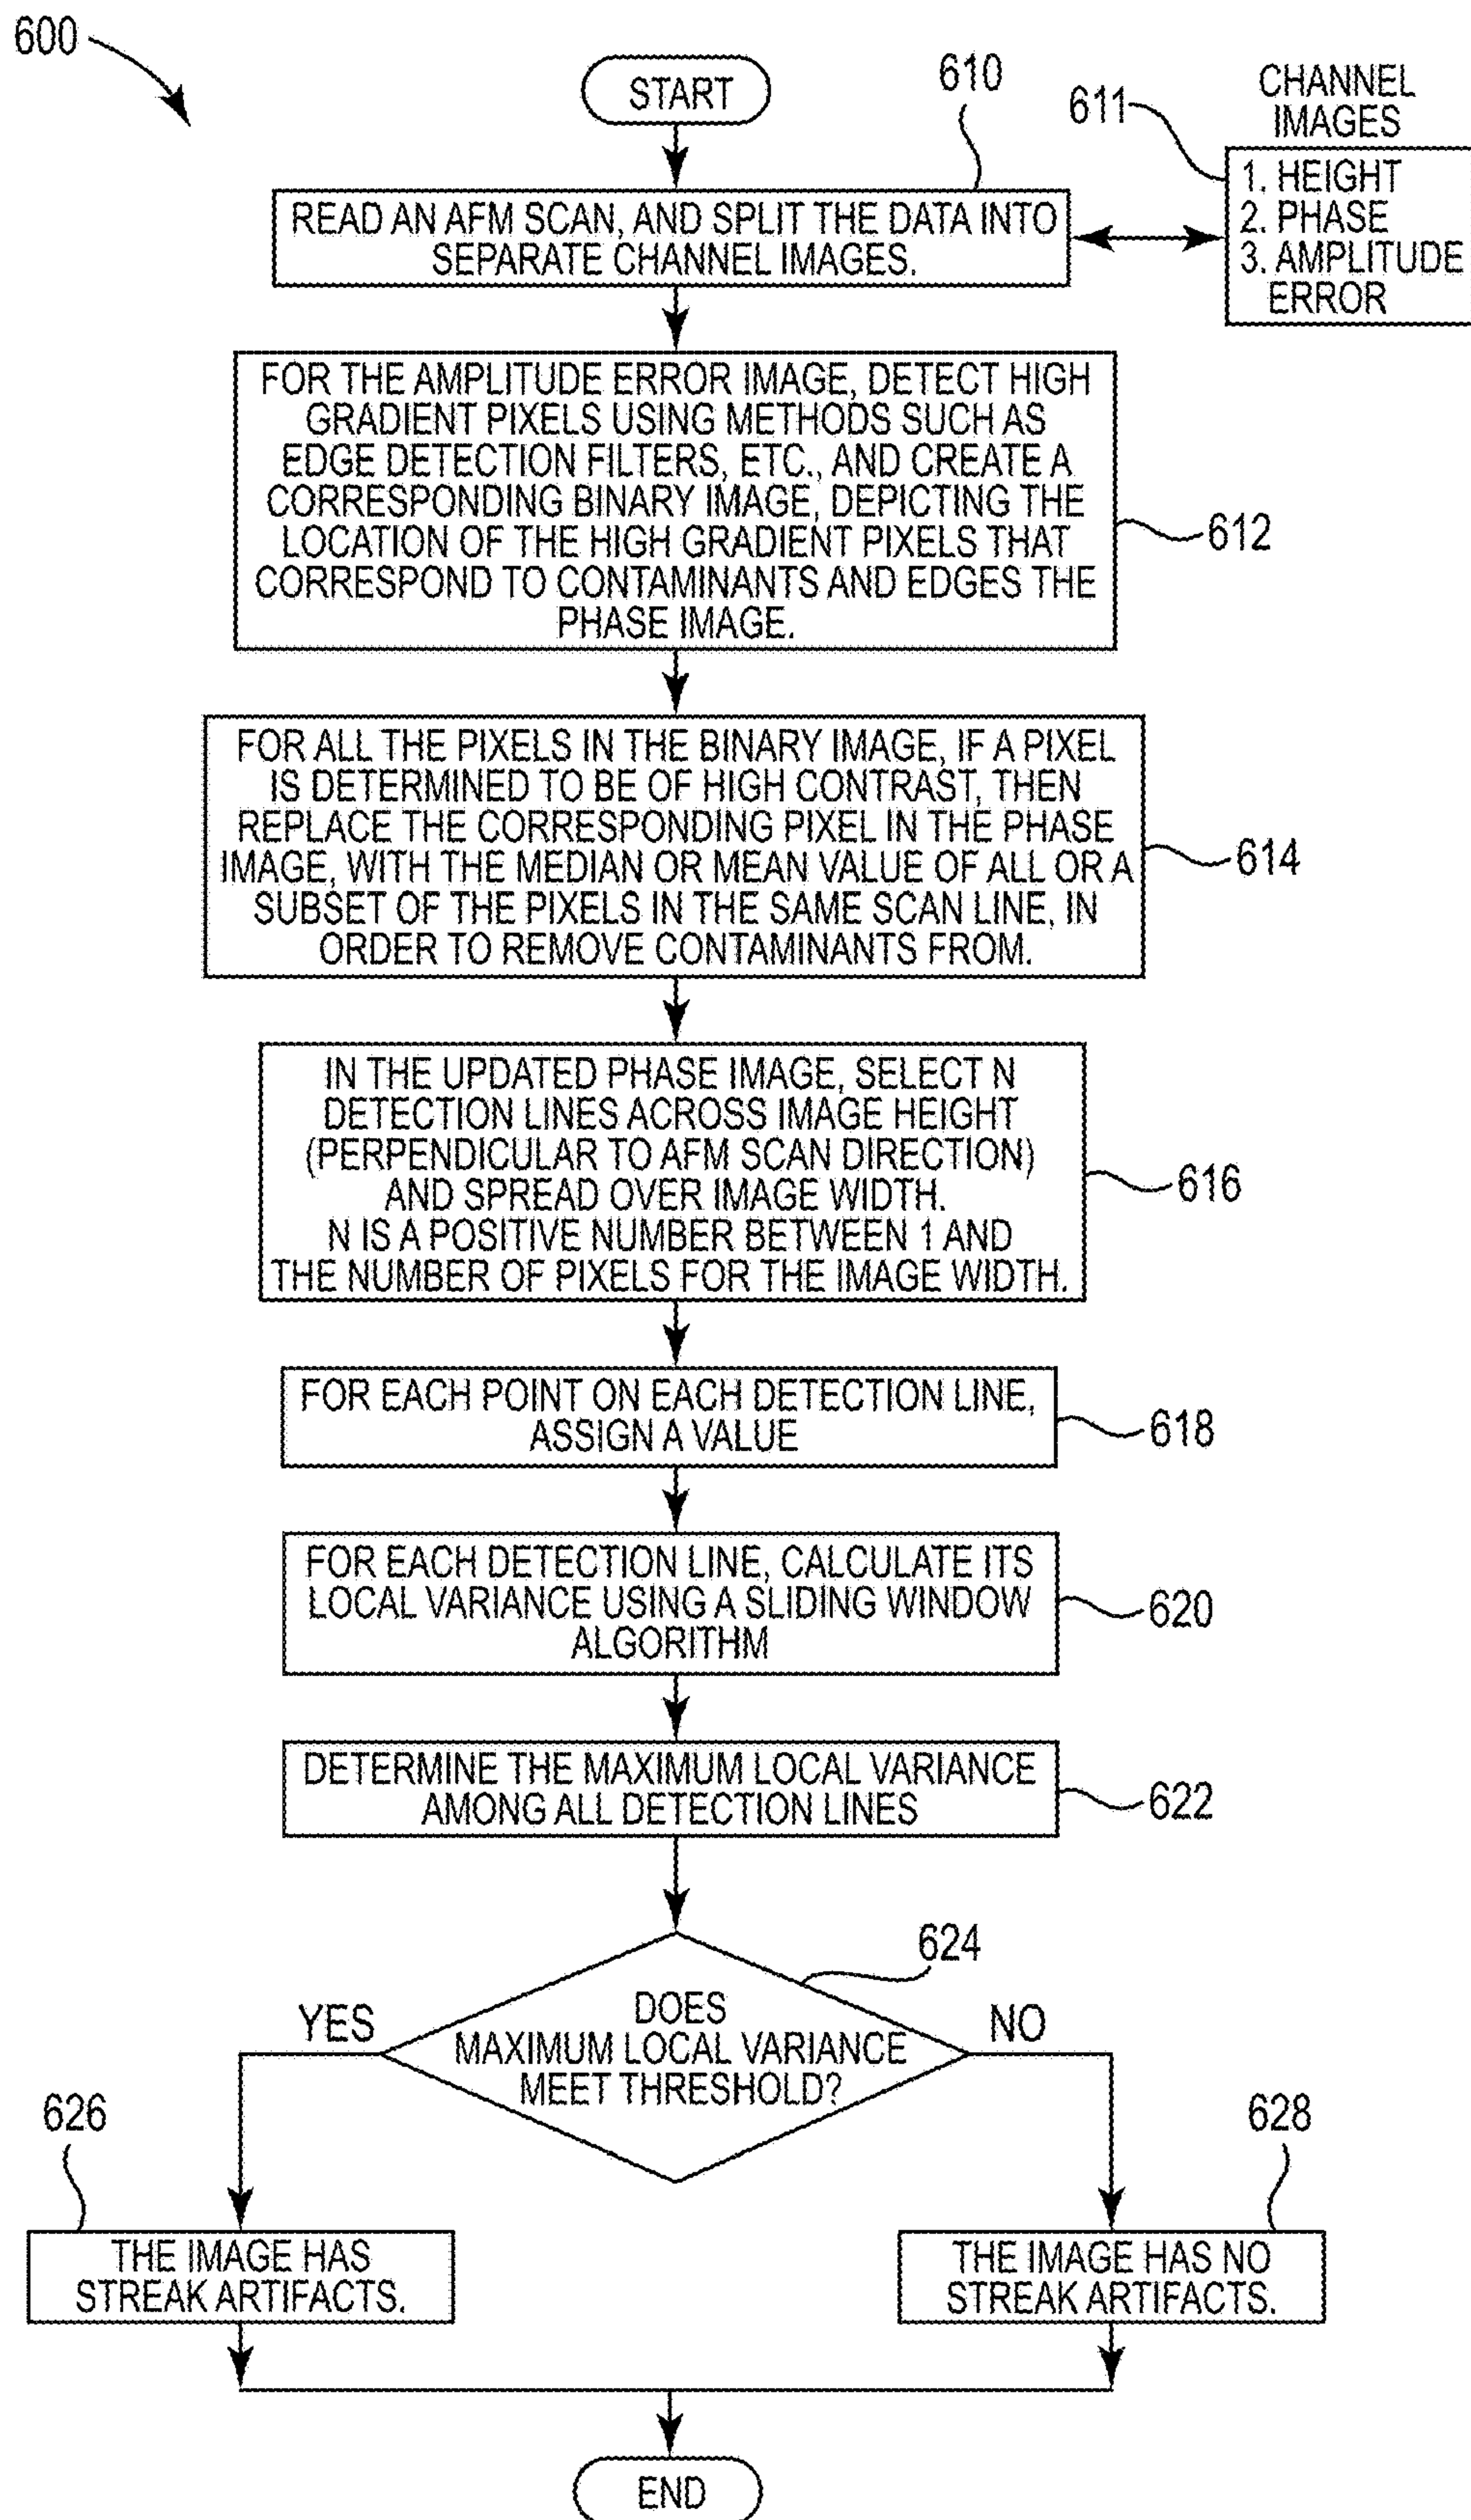 600
START
610
611
CHANNEL
IMAGES
1. HEIGHT
2. PHASE
3. AMPLITUDE
ERROR
READ AN AFM SCAN, AND SPLIT THE DATA INTO
SEPARATE CHANNEL IMAGES.
FOR THE AMPLITUDE ERROR IMAGE, DETECT HIGH
GRADIENT PIXELS USING METHODS SUCH AS
EDGE DETECTION FILTERS, ETC., AND CREATE A
CORRESPONDING BINARY IMAGE, DEPICTING THE
LOCATION OF THE HIGH GRADIENT PIXELS THAT
CORRESPOND TO CONTAMINANTS AND EDGES THE
PHASE IMAGE.
612
FOR ALL THE PIXELS IN THE BINARY IMAGE, IF A PIXEL
IS DETERMINED TO BE OF HIGH CONTRAST, THEN
REPLACE THE CORRESPONDING PIXEL IN THE PHASE
IMAGE, WITH THE MEDIAN OR MEAN VALUE OF ALL OR A
SUBSET OF THE PIXELS IN THE SAME SCAN LINE, IN
ORDER TO REMOVE CONTAMINANTS FROM.
614
IN THE UPDATED PHASE IMAGE, SELECT N
DETECTION LINES ACROSS IMAGE HEIGHT
(PERPENDICULAR TO AFM SCAN DIRECTION)
AND SPREAD OVER IMAGE WIDTH.
N IS A POSITIVE NUMBER BETWEEN 1 AND
THE NUMBER OF PIXELS FOR THE IMAGE WIDTH.
616
FOR EACH POINT ON EACH DETECTION LINE,
ASSIGN A VALUE
618
FOR EACH DETECTION LINE, CALCULATE ITS
LOCAL VARIANCE USING A SLIDING WINDOW
ALGORITHM
620
DETERMINE THE MAXIMUM LOCAL VARIANCE
AMONG ALL DETECTION LINES
622
624
YES
DOES
MAXIMUM LOCAL VARIANCE
MEET THRESHOLD?
NO
626
628
THE IMAGE HAS
STREAK ARTIFACTS.
THE IMAGE HAS NO
STREAK ARTIFACTS.
END